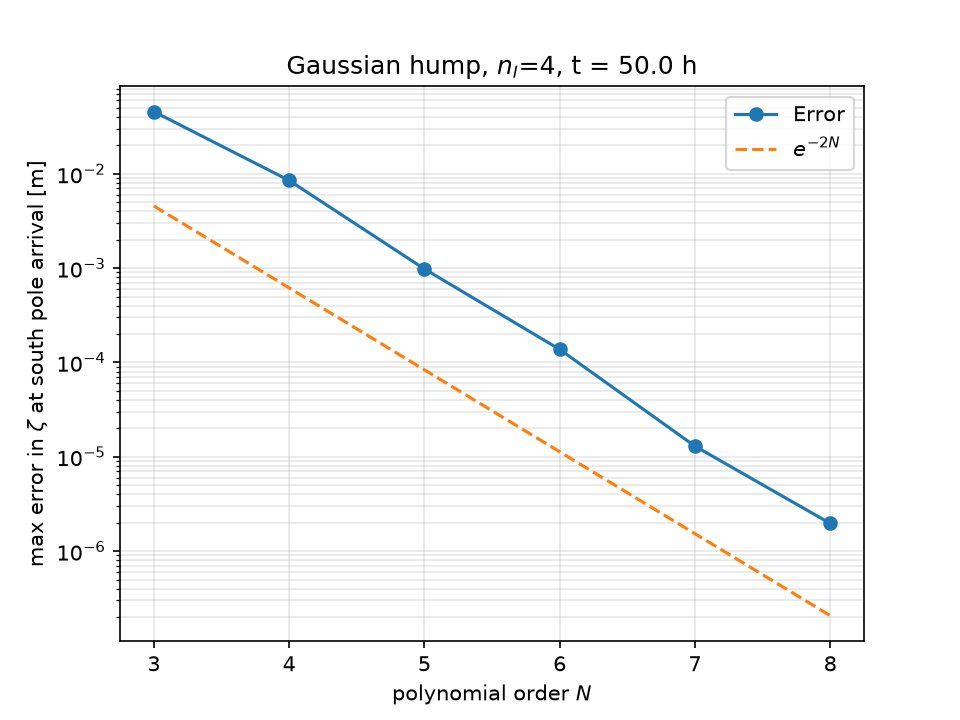 Gaussian hump, $n_I$=4, t = 50.0 h
Error
$e^{-2N}$
max error in ζ at south pole arrival [m]
$10^{-2}$
$10^{-3}$
$10^{-4}$
$10^{-5}$
$10^{-6}$
3 4 5 6 7 8
polynomial order N